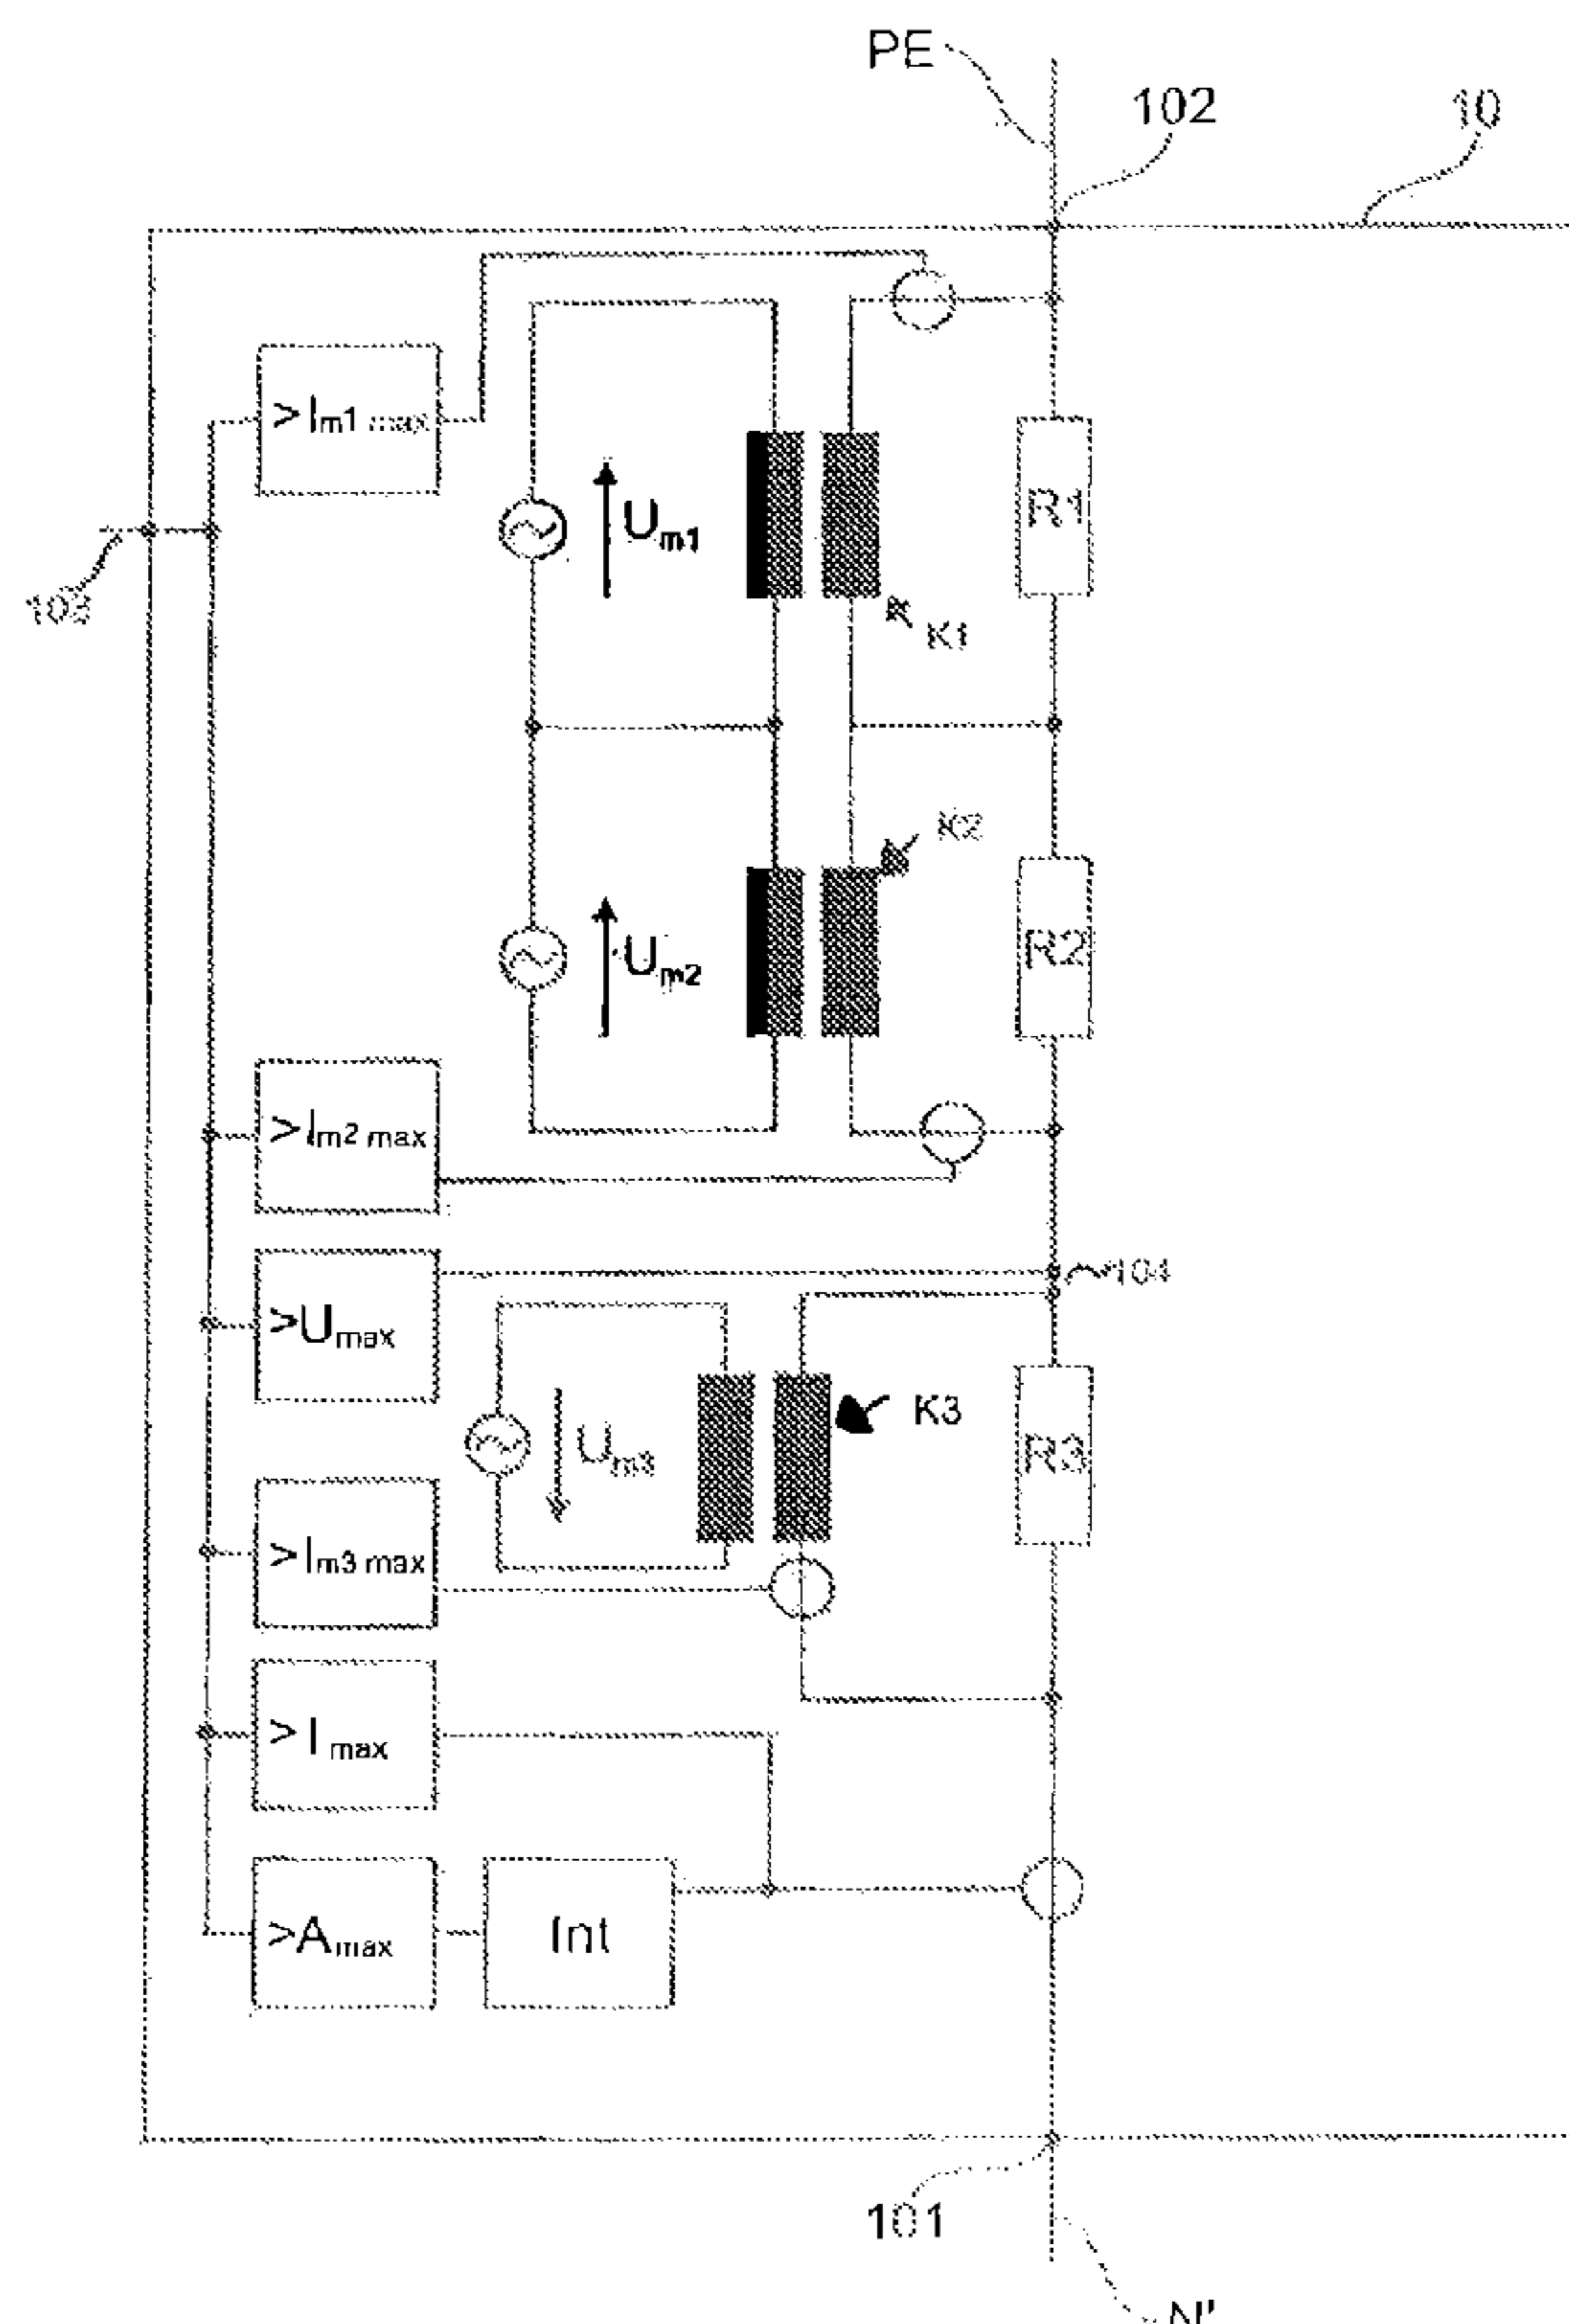 PE
102
10
>Im1 max
Um1
R1
103
K1
K2
Um2
R2
>Im2 max
104
>Umax
K3
Um3
R3
>Im3 max
>Imax
>Amax
Int
101
N'